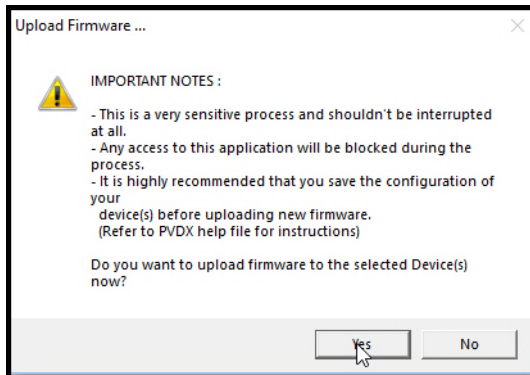 Upload Firmware ...
IMPORTANT NOTES :
- This is a very sensitive process and shouldn't be interrupted
at all.
- Any access to this application will be blocked during the
process.
- It is highly recommended that you save the configuration of
your
device(s) before uploading new firmware.
(Refer to PVDX help file for instructions)
Do you want to upload firmware to the selected Device(s)
now?
Yes No